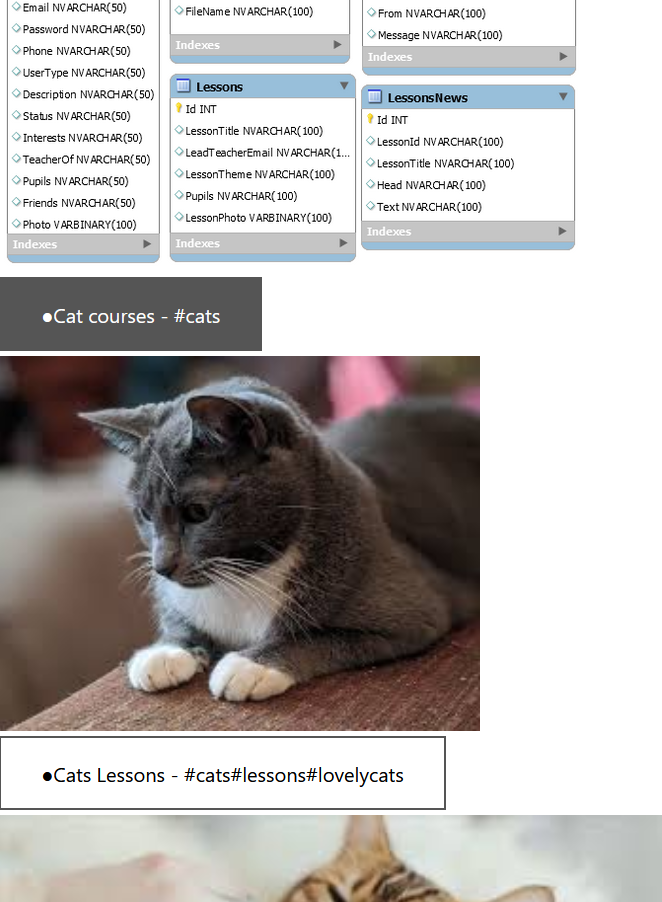 Email NVARCHAR(50)
Password NVARCHAR(50)
Phone NVARCHAR(50)
UserType NVARCHAR(50)
Description NVARCHAR(50)
Status NVARCHAR(50)
Interests NVARCHAR(50)
TeacherOf NVARCHAR(50)
Pupils NVARCHAR(50)
Friends NVARCHAR(50)
Photo VARBINARY(100)
Indexes
FileName NVARCHAR(100)
Indexes
Lessons
Id INT
LessonTitle NVARCHAR(100)
LeadTeacherEmail NVARCHAR(1...
LessonTheme NVARCHAR(100)
Pupils NVARCHAR(100)
LessonPhoto VARBINARY(100)
Indexes
From NVARCHAR(100)
Message NVARCHAR(100)
Indexes
LessonsNews
Id INT
LessonId NVARCHAR(100)
LessonTitle NVARCHAR(100)
Head NVARCHAR(100)
Text NVARCHAR(100)
Indexes
●Cat courses - #cats
●Cats Lessons - #cats#lessons#lovelycats